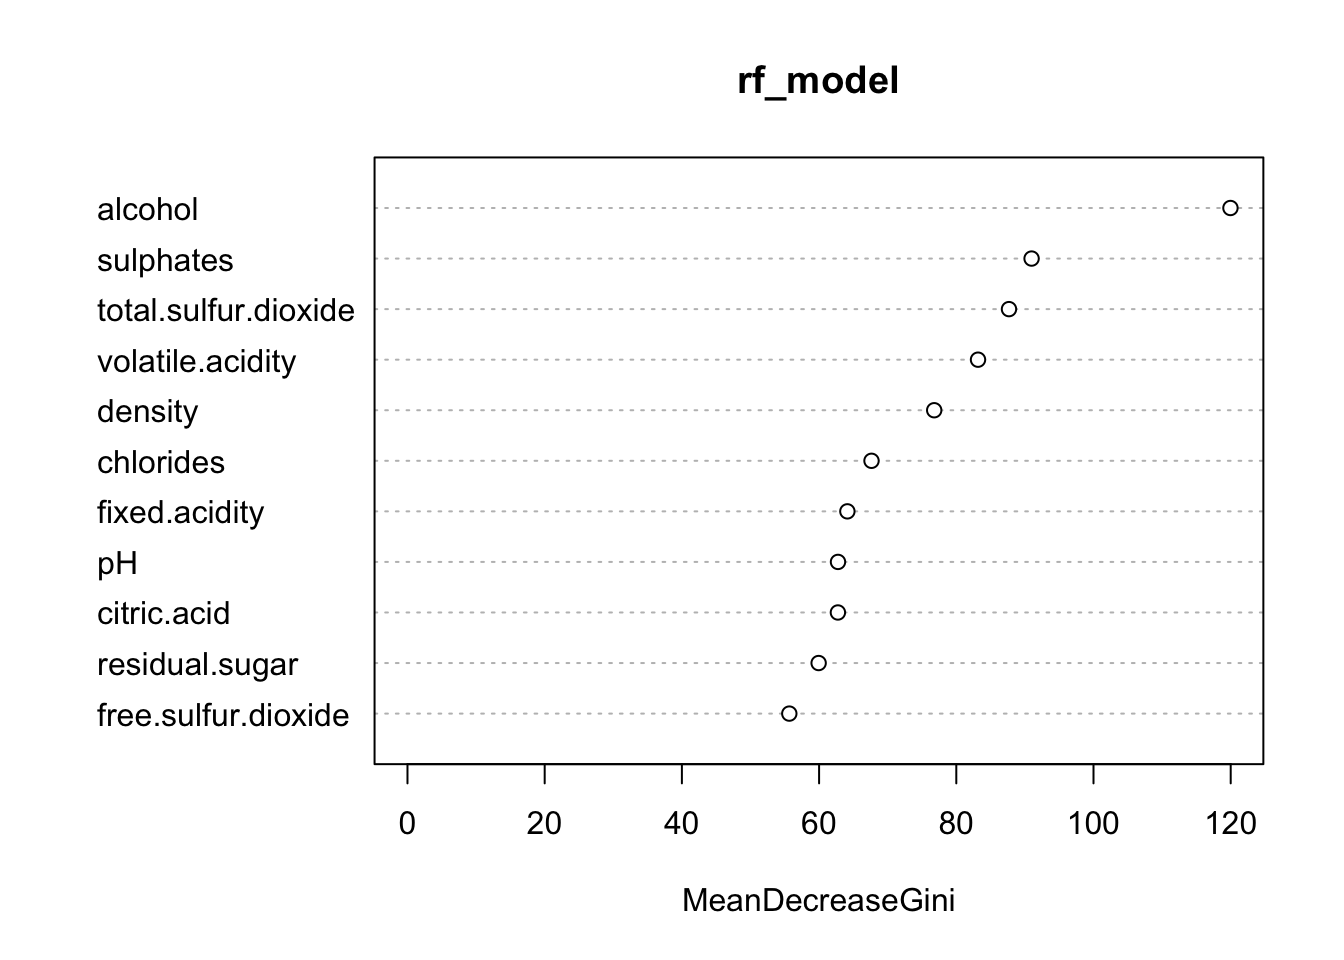 rf_model
alcohol
sulphates
total.sulfur.dioxide
volatile.acidity
density
chlorides
fixed.acidity
pH
citric.acid
residual.sugar
free.sulfur.dioxide
0 20 40 60 80 100 120
MeanDecreaseGini